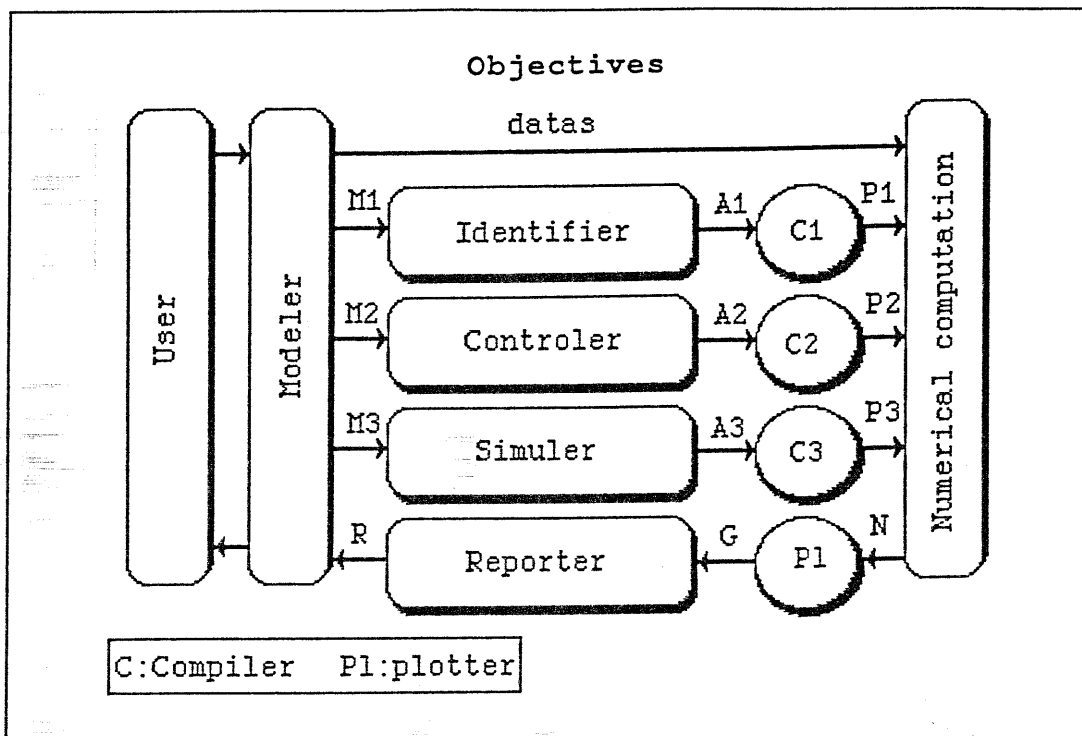 Objectives
datas
User
Modeler
M1
Identifier
A1
C1
P1
M2
Controler
A2
C2
P2
M3
Simuler
A3
C3
P3
R
Reporter
G
Pl
N
Numerical computation
C:Compiler Pl:plotter